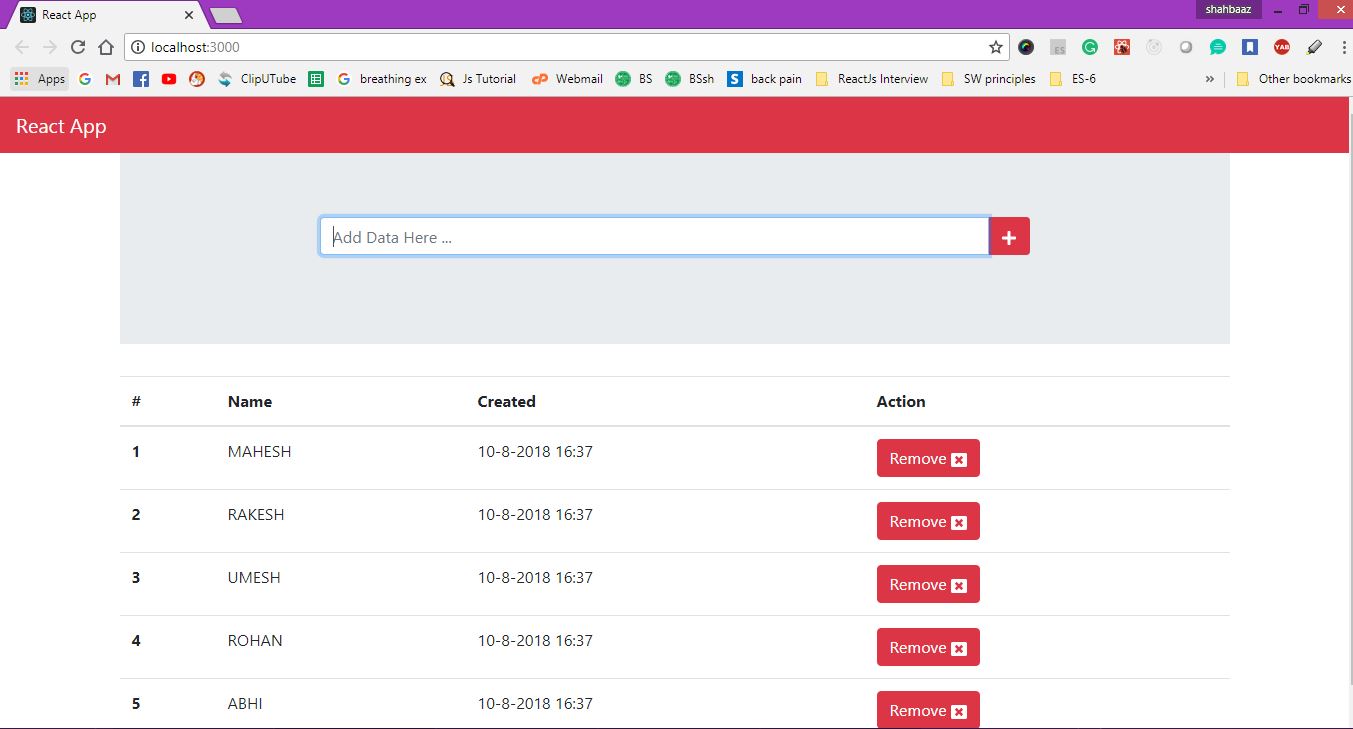 React App
shahbaaz
localhost:3000
ES
YAB
Apps ClipUTube breathing ex Js Tutorial Webmail BS BSsh back pain ReactJs Interview SW principles ES-6 » Other bookmarks
React App
Add Data Here ...
# Name Created Action
1 MAHESH 10-8-2018 16:37 Remove
2 RAKESH 10-8-2018 16:37 Remove
3 UMESH 10-8-2018 16:37 Remove
4 ROHAN 10-8-2018 16:37 Remove
5 ABHI 10-8-2018 16:37 Remove